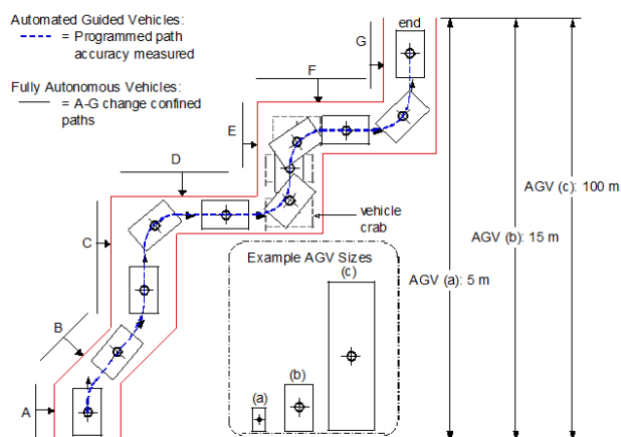 Automated Guided Vehicles:
= Programmed path
accuracy measured
Fully Autonomous Vehicles:
= A-G change confined
paths
end
G
F
E
D
C
B
A
vehicle
crab
Example AGV Sizes
(c)
(b)
(a)
AGV (a): 5 m
AGV (b): 15 m
AGV (c): 100 m